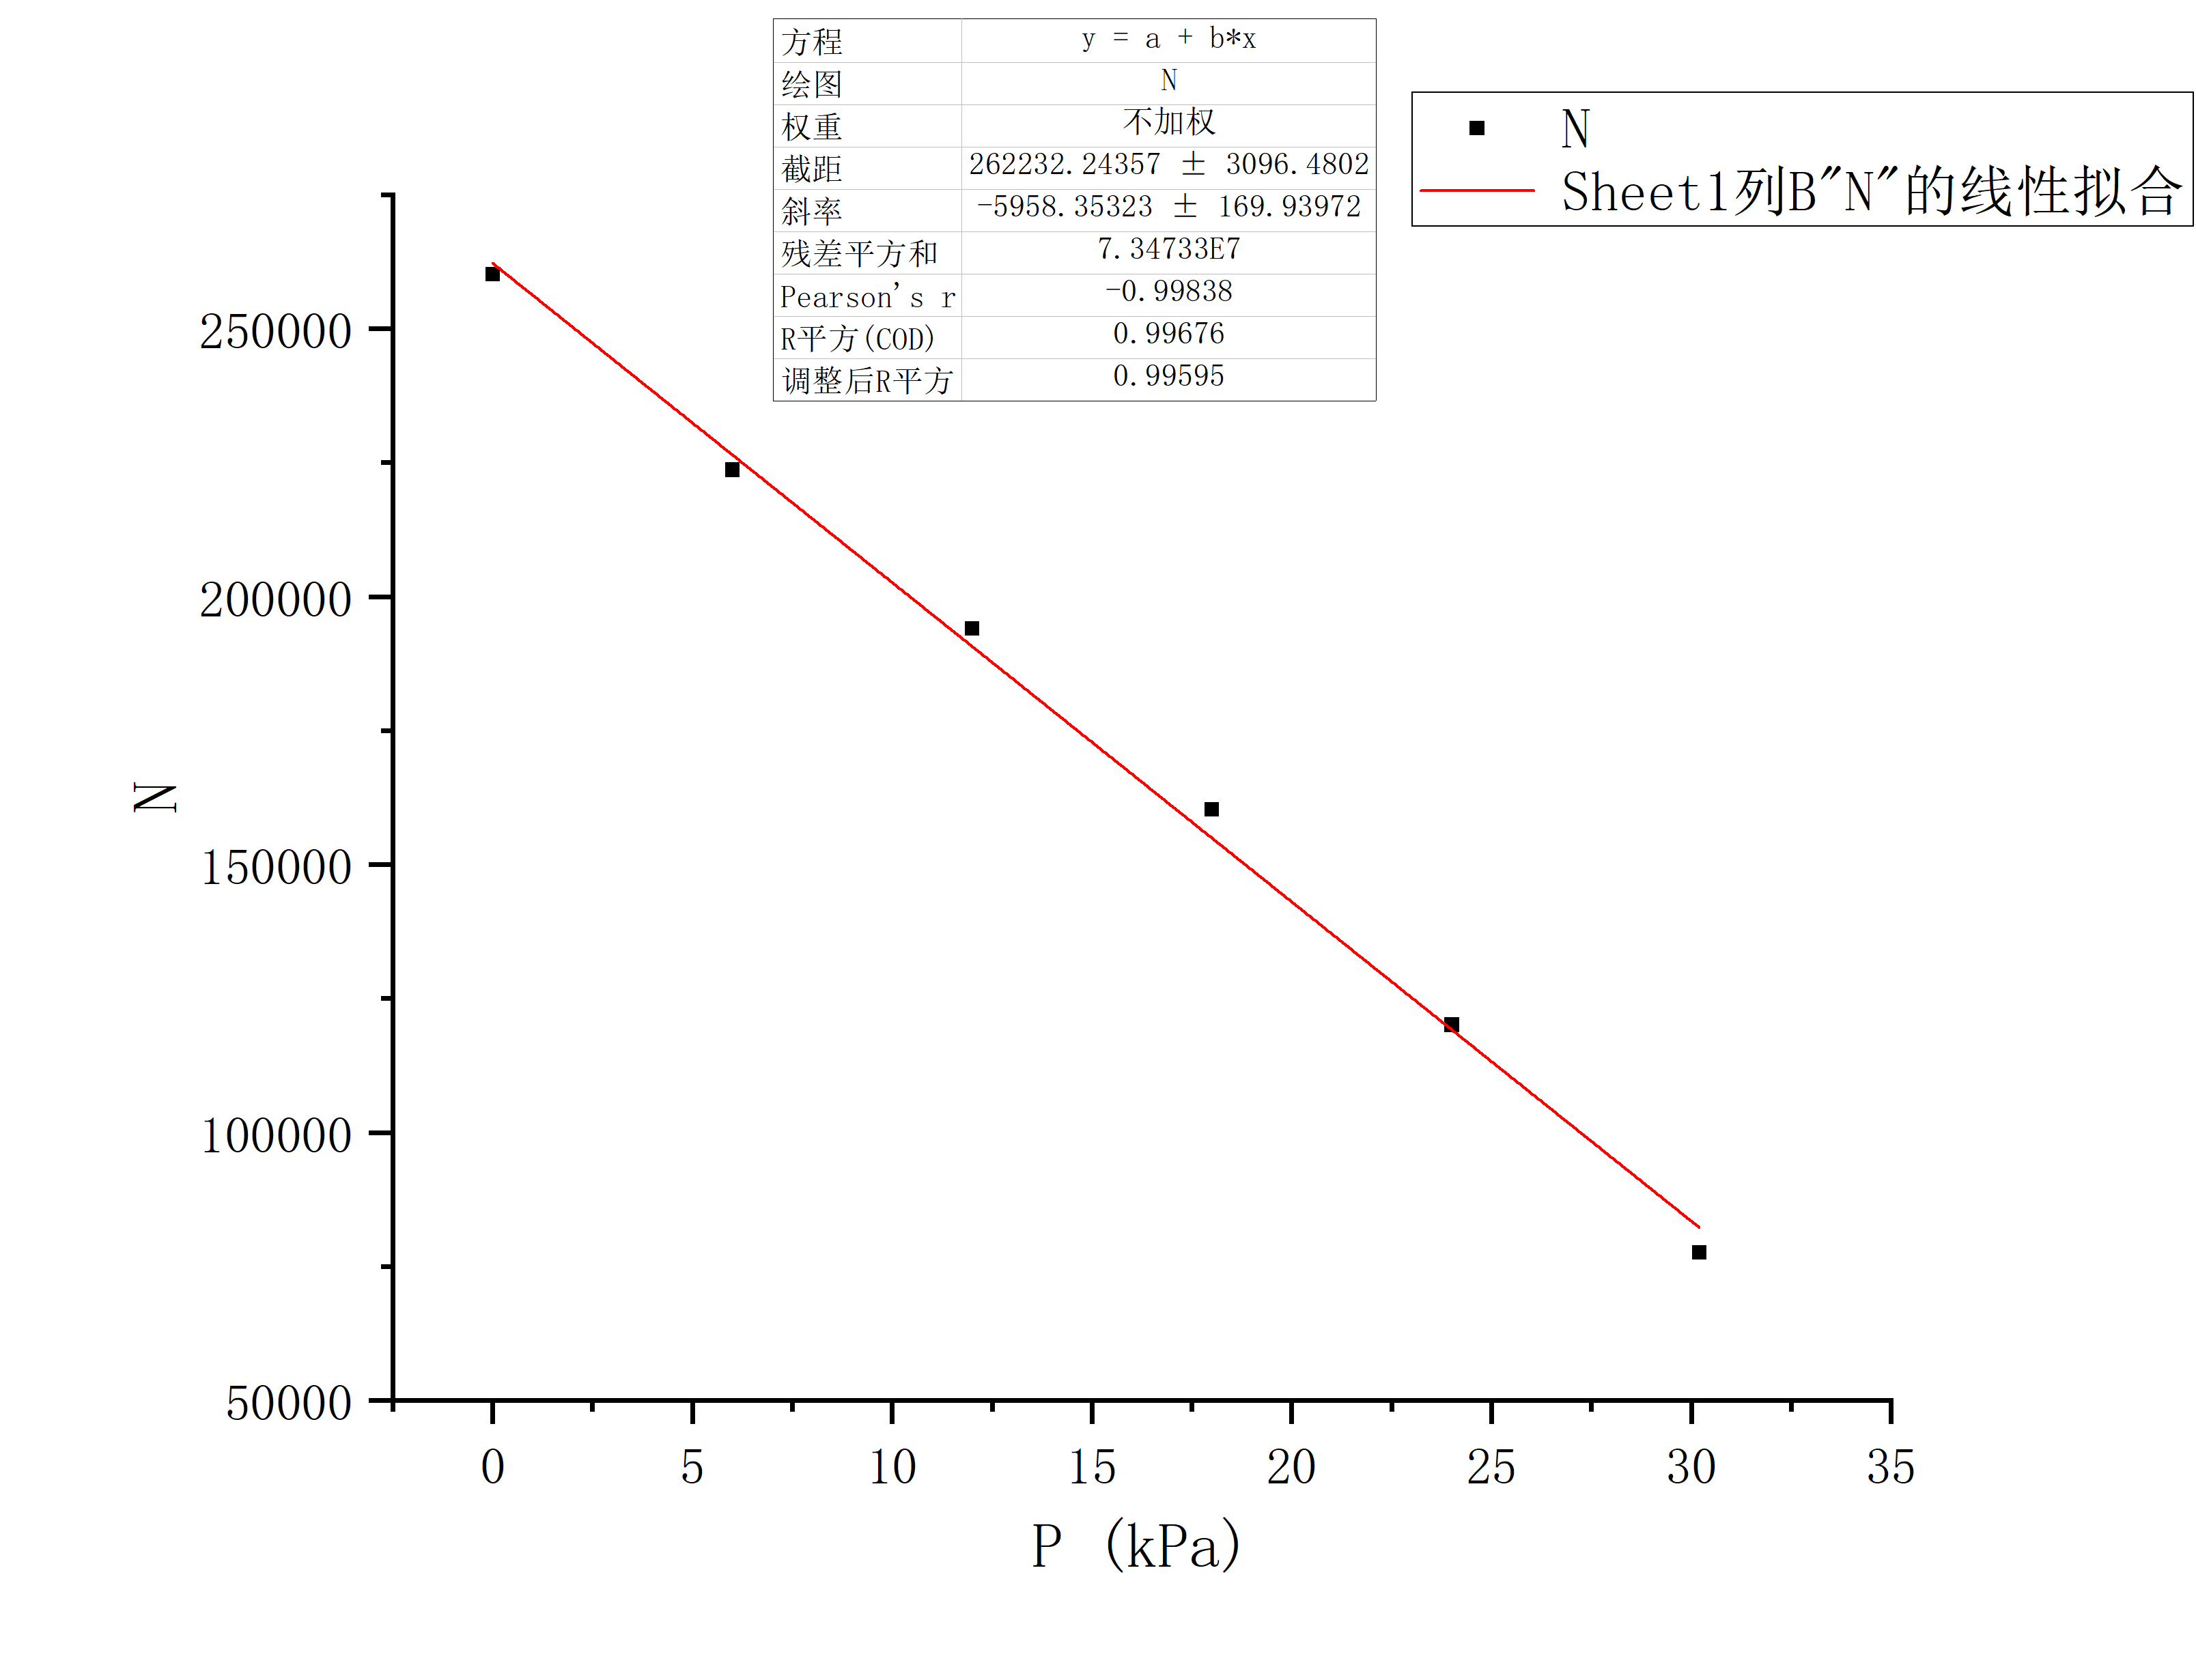 方程 y = a + b*x
绘图 N
权重 不加权
截距 262232.24357 ± 3096.4802
斜率 -5958.35323 ± 169.93972
残差平方和 7.34733E7
Pearson's r -0.99838
R平方(COD) 0.99676
调整后R平方 0.99595
N
Sheet1列B"N"的线性拟合
250000
200000
150000
100000
50000
N
0 5 10 15 20 25 30 35
P (kPa)